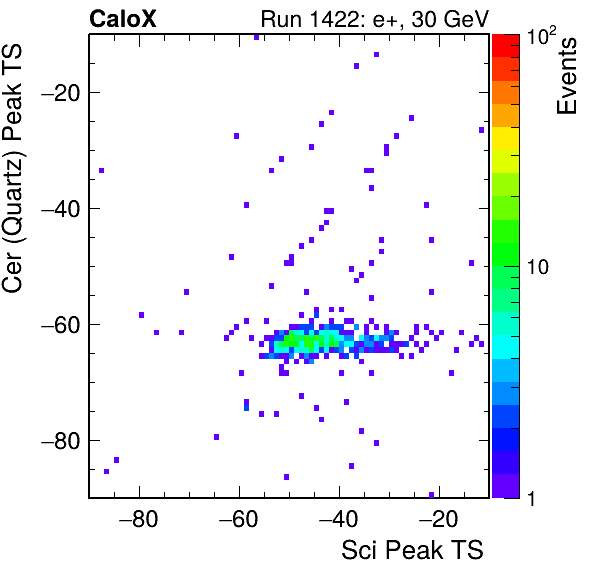 CaloX
Run 1422: e+, 30 GeV
Cer (Quartz) Peak TS
−20
−40
−60
−80
−80
−60
−40
−20
Sci Peak TS
10²
10
1
Events